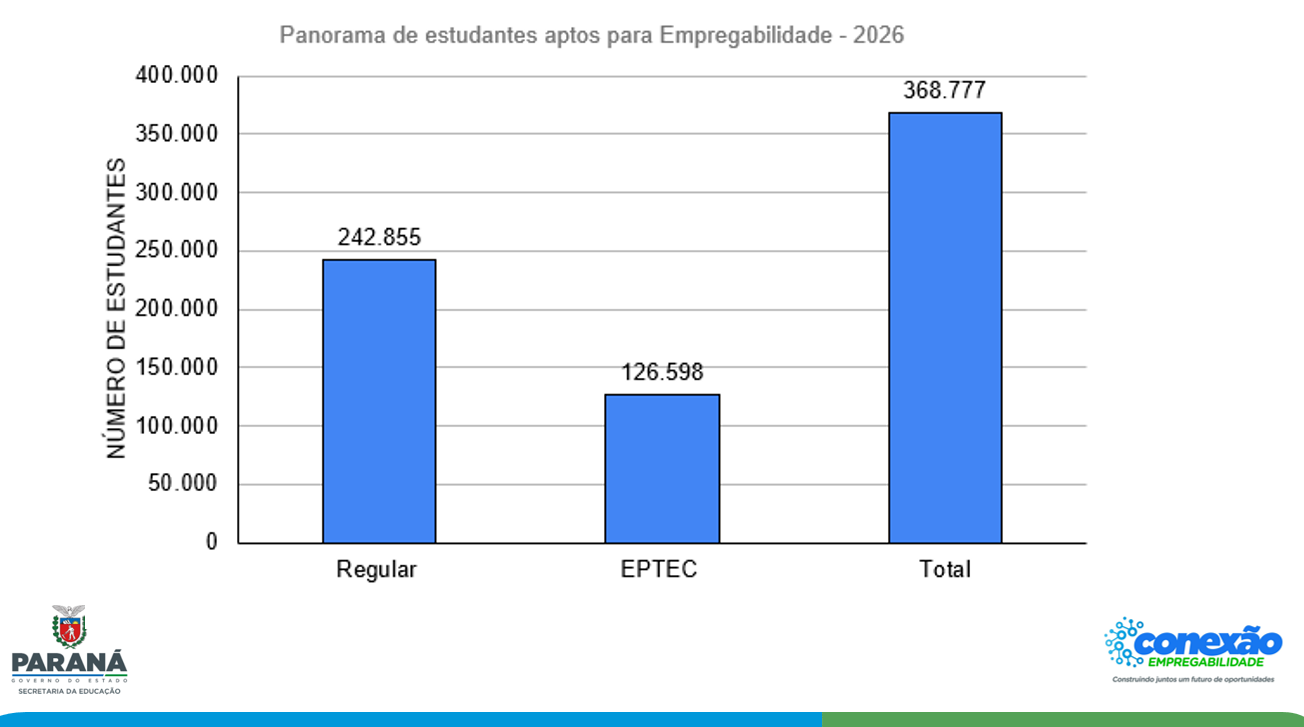 Panorama de estudantes aptos para Empregabilidade - 2026
NÚMERO DE ESTUDANTES
400.000
350.000
300.000
250.000
200.000
150.000
100.000
50.000
0
242.855
126.598
368.777
Regular
EPTEC
Total
PARANÁ
GOVERNO DO ESTADO
SECRETARIA DA EDUCAÇÃO
conexão
EMPREGABILIDADE
Construindo juntos um futuro de oportunidades